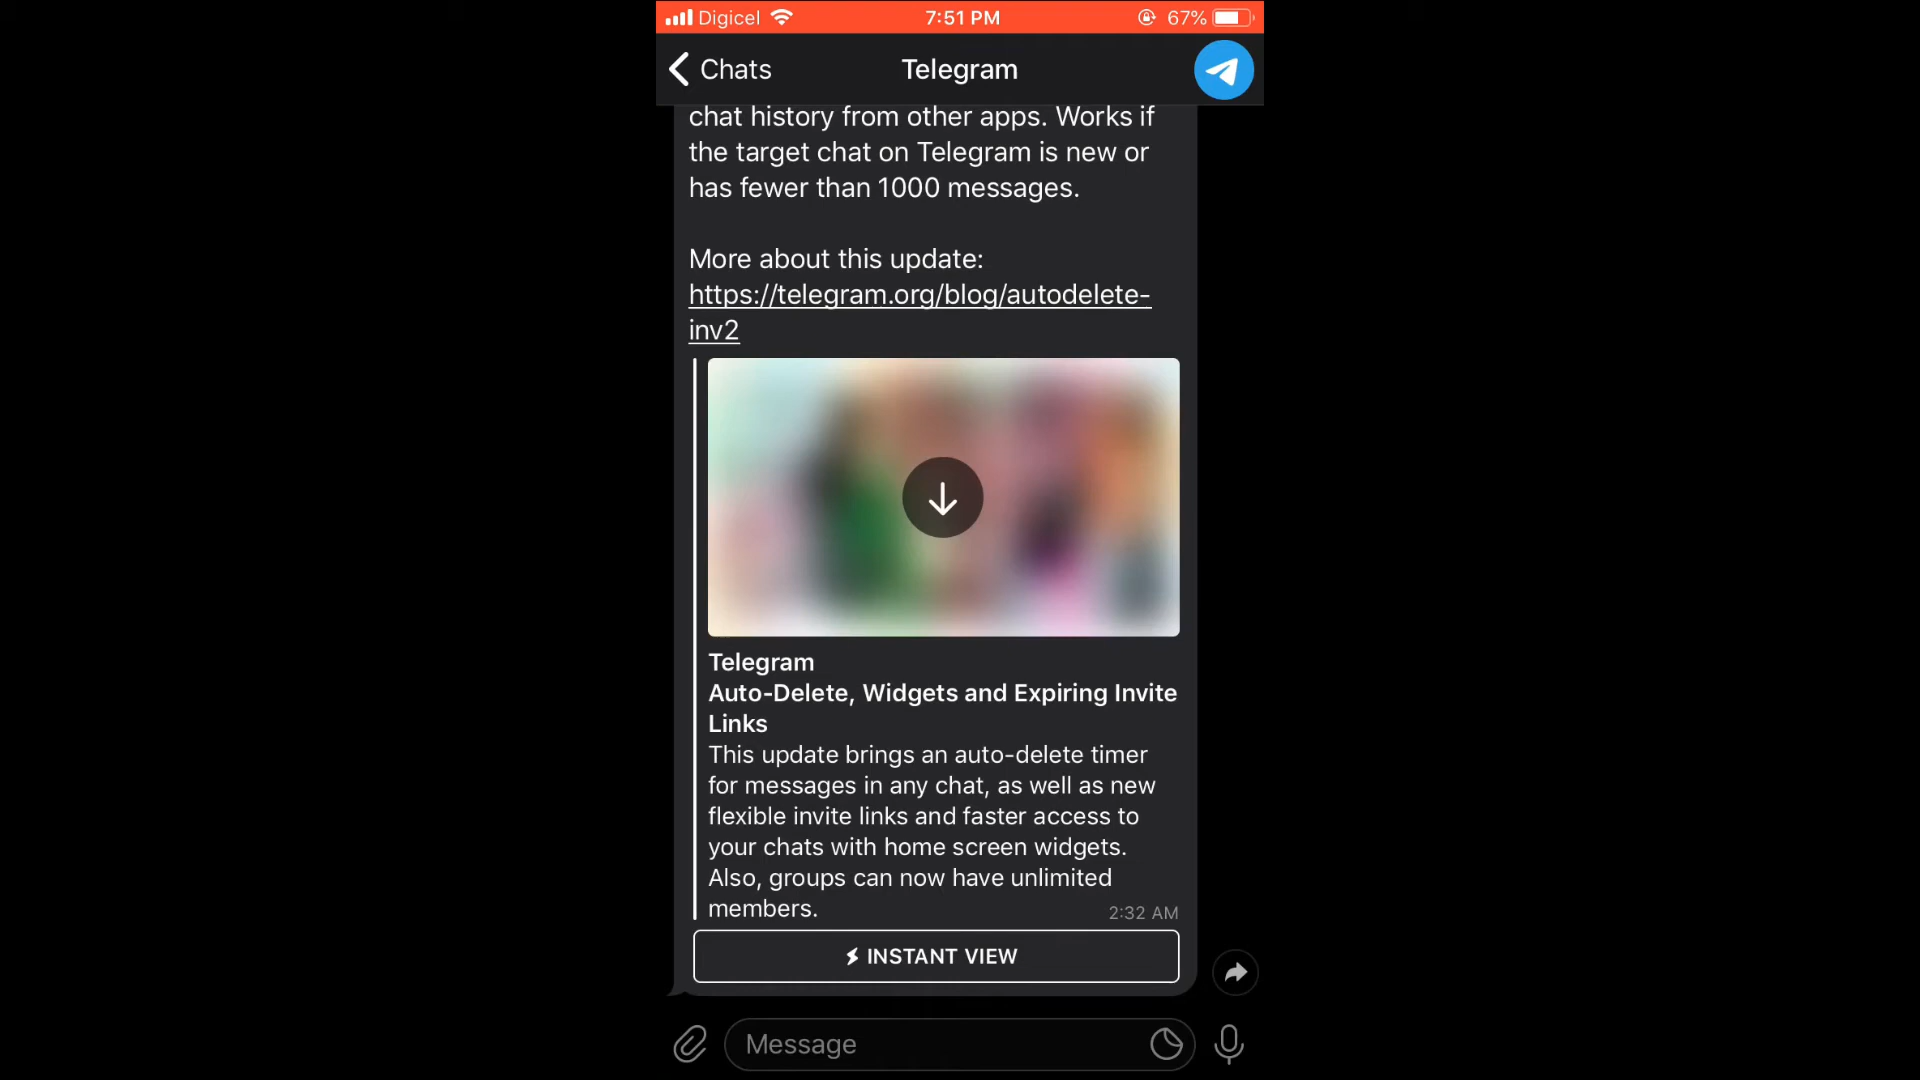 Digicel
7:51 PM
67%
Chats
Telegram
chat history from other apps. Works if
the target chat on Telegram is new or
has fewer than 1000 messages.
More about this update:
https://telegram.org/blog/autodelete-
inv2
Telegram
Auto-Delete, Widgets and Expiring Invite
Links
This update brings an auto-delete timer
for messages in any chat, as well as new
flexible invite links and faster access to
your chats with home screen widgets.
Also, groups can now have unlimited
members.
2:32 AM
INSTANT VIEW
Message